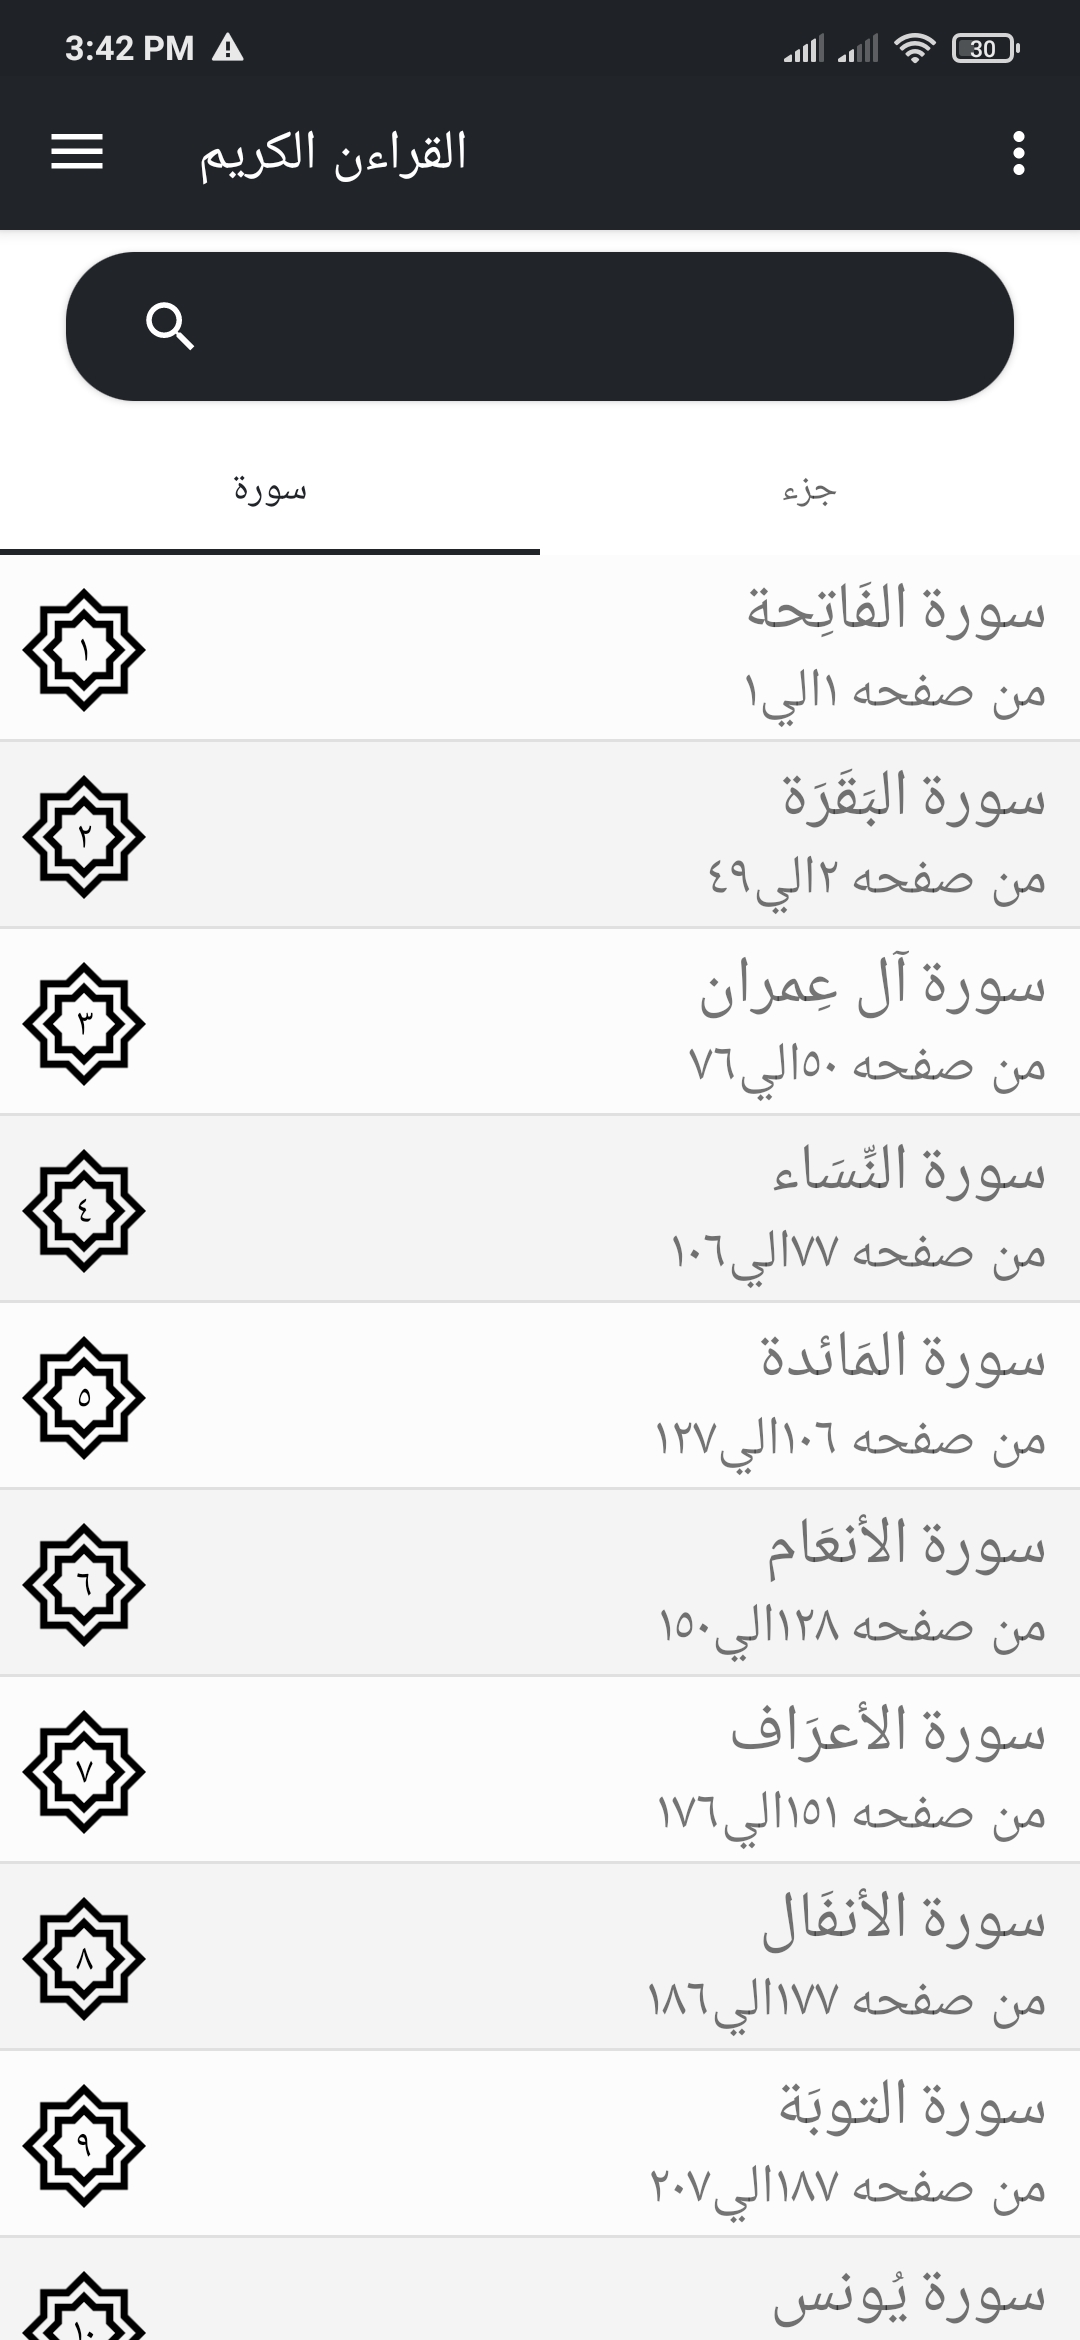 3:42 PM
30
القراءن الكريم
سورة
جزء
سورة الفَاتِحة
من صفحه ١الي١
١
سورة البَقَرَة
من صفحه ٢الي٤٩
٢
سورة آل عِمران
من صفحه ٥٠الي٧٦
٣
سورة النِّسَاء
من صفحه ٧٧الي١٠٦
٤
سورة المَائدة
من صفحه ١٠٦الي١٢٧
٥
سورة الأنعَام
من صفحه ١٢٨الي١٥٠
٦
سورة الأعرَاف
من صفحه ١٥١الي١٧٦
٧
سورة الأنفَال
من صفحه ١٧٧الي١٨٦
٨
سورة التوبَة
من صفحه ١٨٧الي٢٠٧
٩
سورة يُونس
١٠